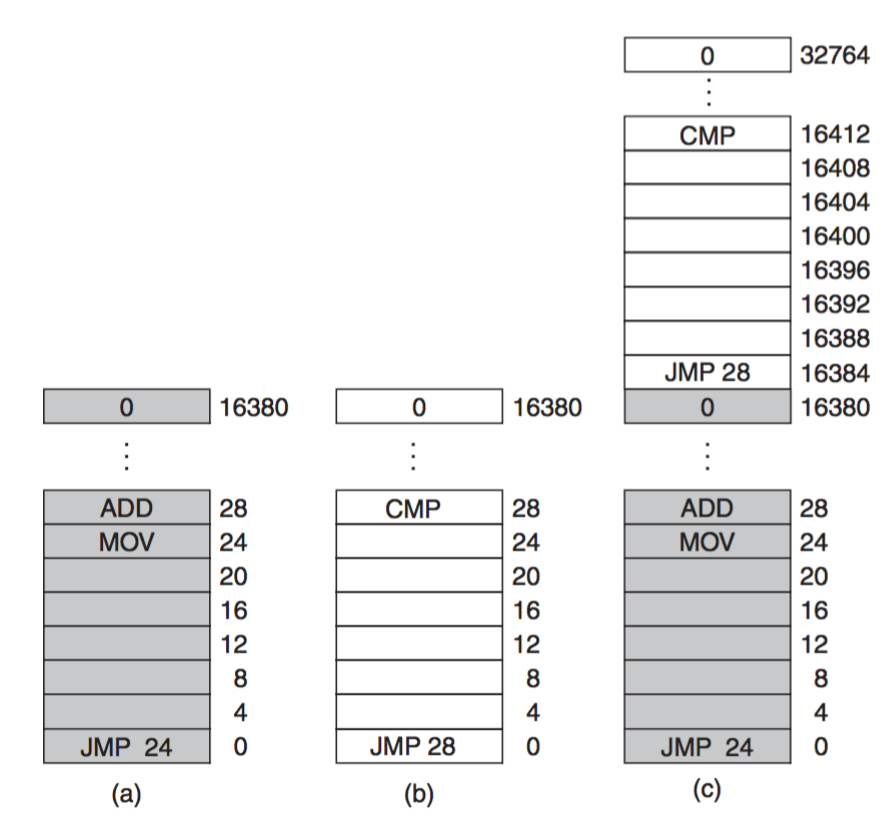 0 32764
⋮
CMP 16412
16408
16404
16400
16396
16392
16388
JMP 28 16384
0 16380 0 16380 0 16380
⋮ ⋮ ⋮
ADD 28 CMP 28 ADD 28
MOV 24 24 MOV 24
20 20 20
16 16 16
12 12 12
8 8 8
4 4 4
JMP 24 0 JMP 28 0 JMP 24 0
(a) (b) (c)